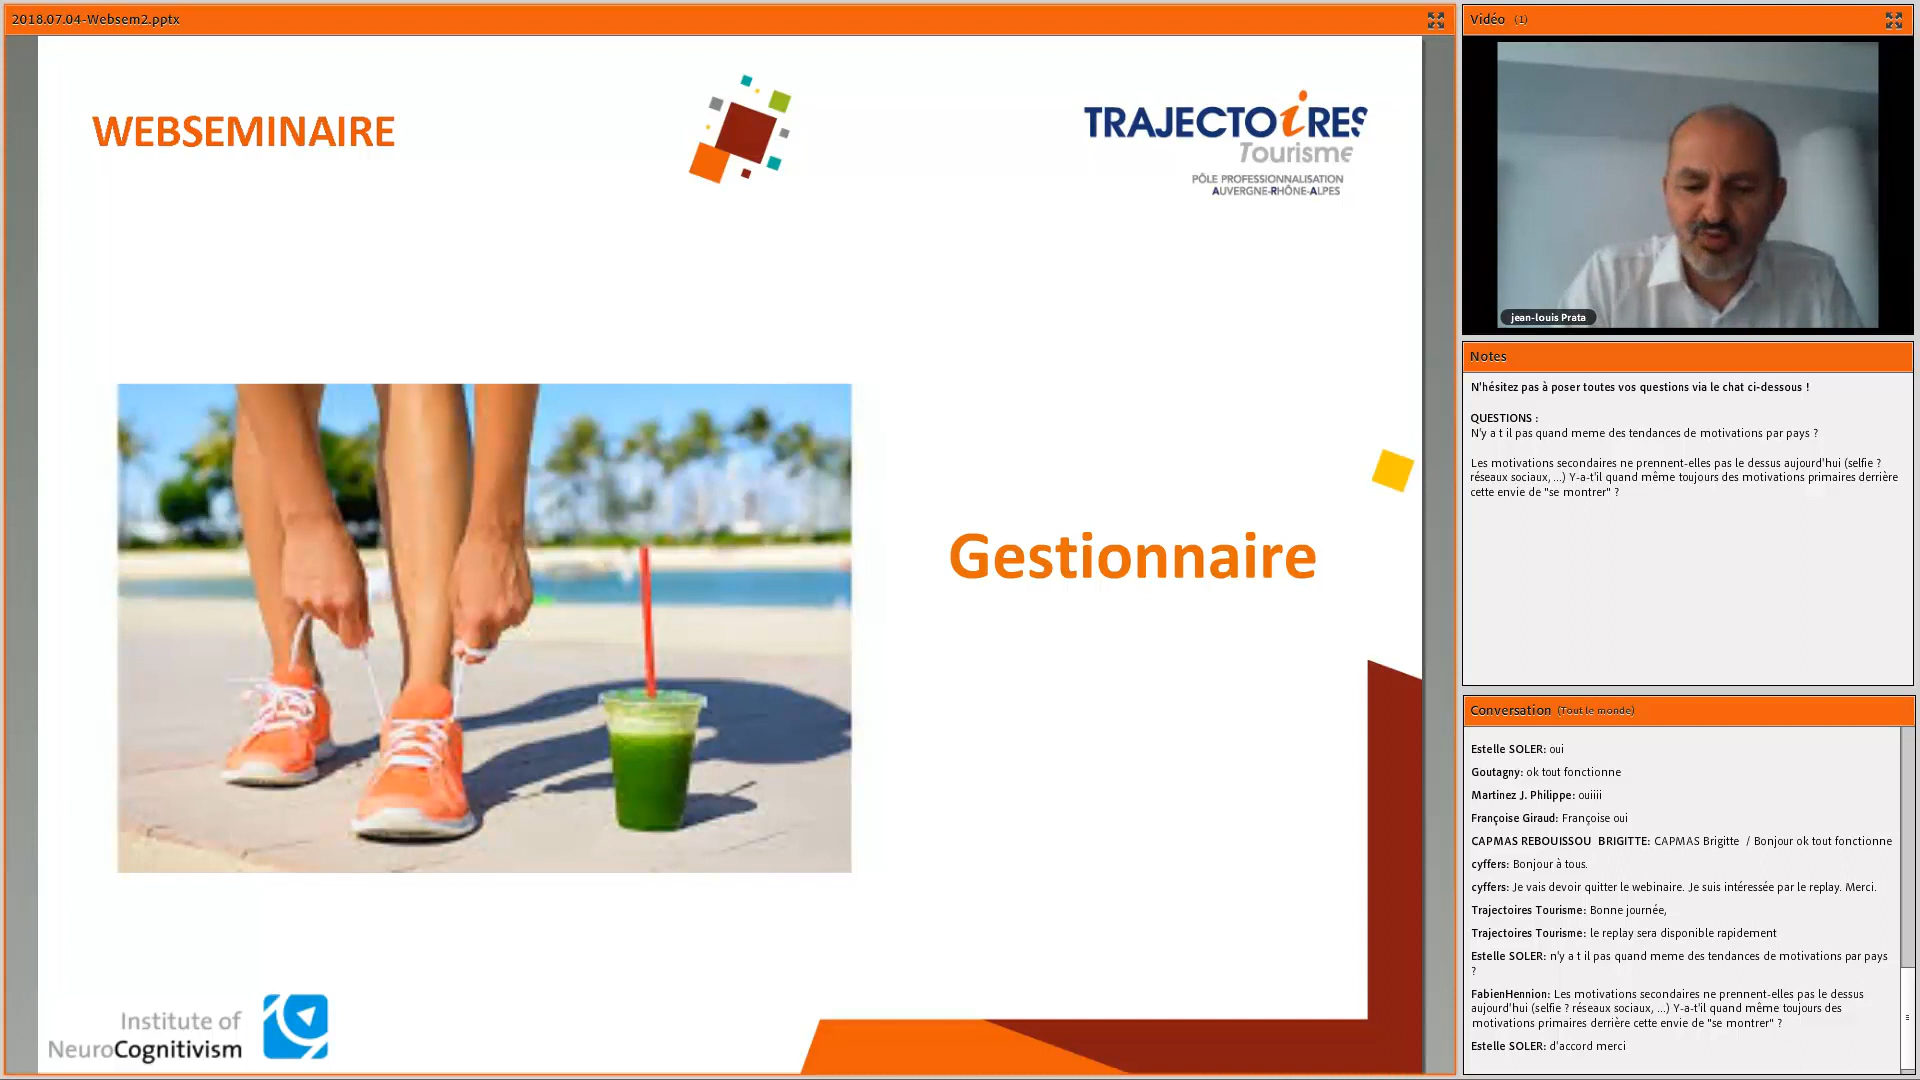 2018.07.04-Websem2.pptx
WEBSEMINAIRE
TRAJECTOiRES
Tourisme
PÔLE PROFESSIONNALISATION
AUVERGNE-RHÔNE-ALPES
Gestionnaire
Institute of
NeuroCognitivism
Vidéo (1)
jean-louis Prata
Notes
N'hésitez pas à poser toutes vos questions via le chat ci-dessous !
QUESTIONS :
N'y a t il pas quand meme des tendances de motivations par pays ?
Les motivations secondaires ne prennent-elles pas le dessus aujourd'hui (selfie ?
réseaux sociaux, ...) Y-a-t'il quand même toujours des motivations primaires derrière
cette envie de "se montrer" ?
Conversation (Tout le monde)
Estelle SOLER: oui
Goutagny: ok tout fonctionne
Martinez J. Philippe: ouiiii
Françoise Giraud: Françoise oui
CAPMAS REBOUISSOU BRIGITTE: CAPMAS Brigitte / Bonjour ok tout fonctionne
cyffers: Bonjour à tous.
cyffers: Je vais devoir quitter le webinaire. Je suis intéressée par le replay. Merci.
Trajectoires Tourisme: Bonne journée,
Trajectoires Tourisme: le replay sera disponible rapidement
Estelle SOLER: n'y a t il pas quand meme des tendances de motivations par pays
?
FabienHennion: Les motivations secondaires ne prennent-elles pas le dessus
aujourd'hui (selfie ? réseaux sociaux, ...) Y-a-t'il quand même toujours des
motivations primaires derrière cette envie de "se montrer" ?
Estelle SOLER: d'accord merci